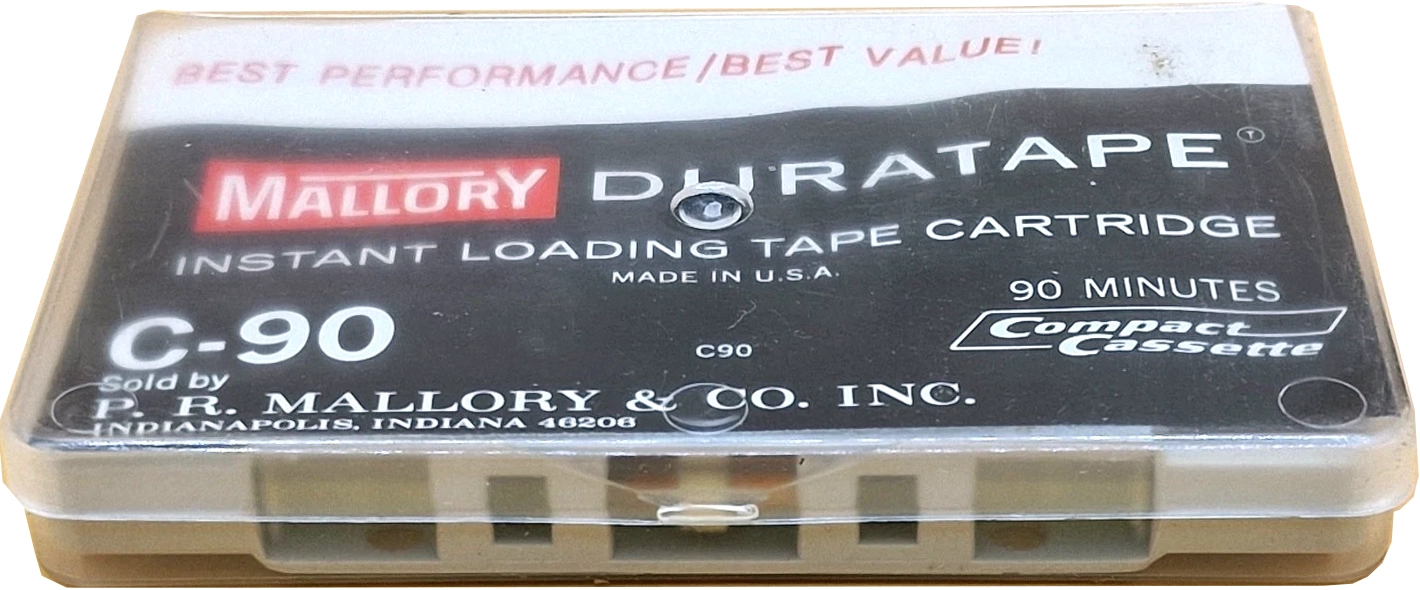 BEST PERFORMANCE/BEST VALUE!
MALLORY DURATAPE
INSTANT LOADING TAPE CARTRIDGE
MADE IN U.S.A.
90 MINUTES
C-90
C90
Compact
Cassette
Sold by
P. R. MALLORY & CO. INC.
INDIANAPOLIS, INDIANA 46206